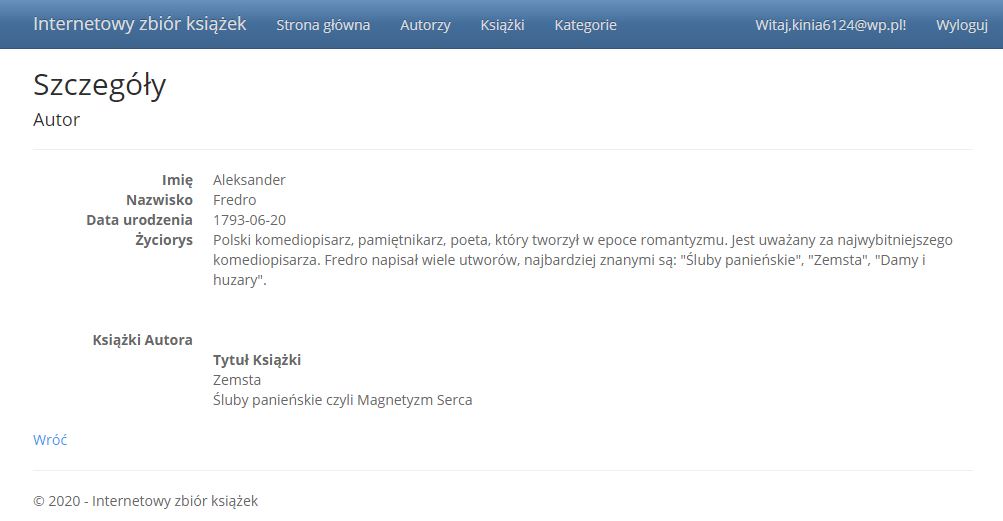 Internetowy zbiór książek Strona główna Autorzy Książki Kategorie Witaj,kinia6124@wp.pl! Wyloguj
Szczegóły
Autor
Imię Aleksander
Nazwisko Fredro
Data urodzenia 1793-06-20
Życiorys Polski komediopisarz, pamiętnikarz, poeta, który tworzył w epoce romantyzmu. Jest uważany za najwybitniejszego
komediopisarza. Fredro napisał wiele utworów, najbardziej znanymi są: "Śluby panieńskie", "Zemsta", "Damy i
huzary".
Książki Autora
Tytuł Książki
Zemsta
Śluby panieńskie czyli Magnetyzm Serca
Wróć
© 2020 - Internetowy zbiór książek